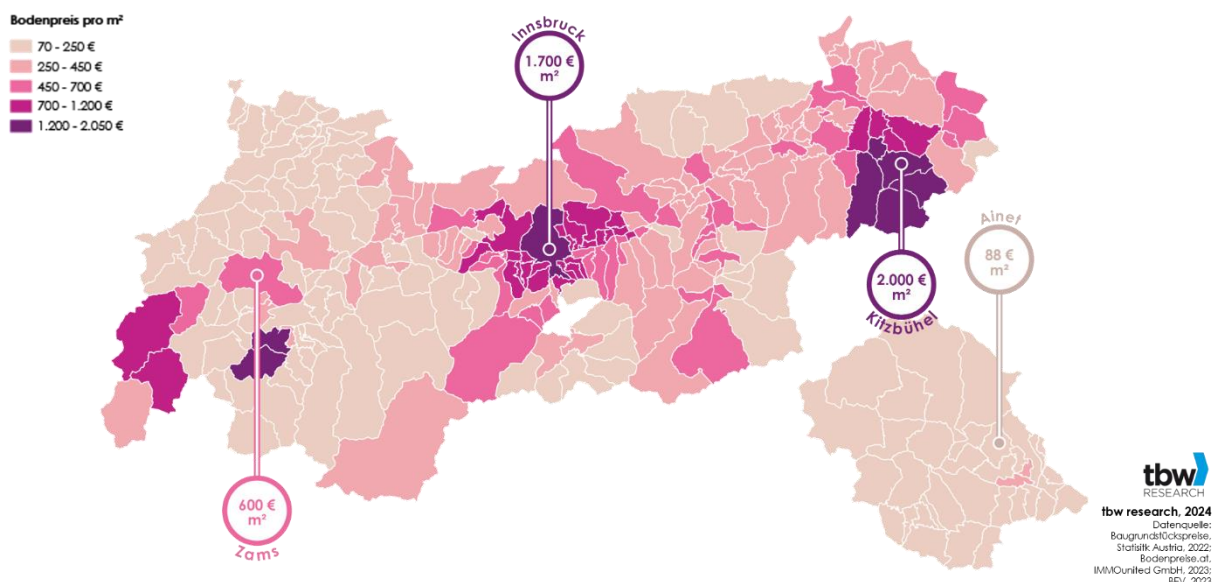 Bodenpreis pro m²
70 - 250 €
250 - 450 €
450 - 700 €
700 - 1.200 €
1.200 - 2.050 €
Innsbruck
1.700 €
m²
2.000 €
m²
Kitzbühel
Ainet
88 €
m²
600 €
m²
Zams
tbw
RESEARCH
tbw research, 2024
Datenquelle:
Baugrundstückspreise,
Statisitk Austria, 2022;
Bodenpreise.at,
IMMOunited GmbH, 2023;
BEV, 2023